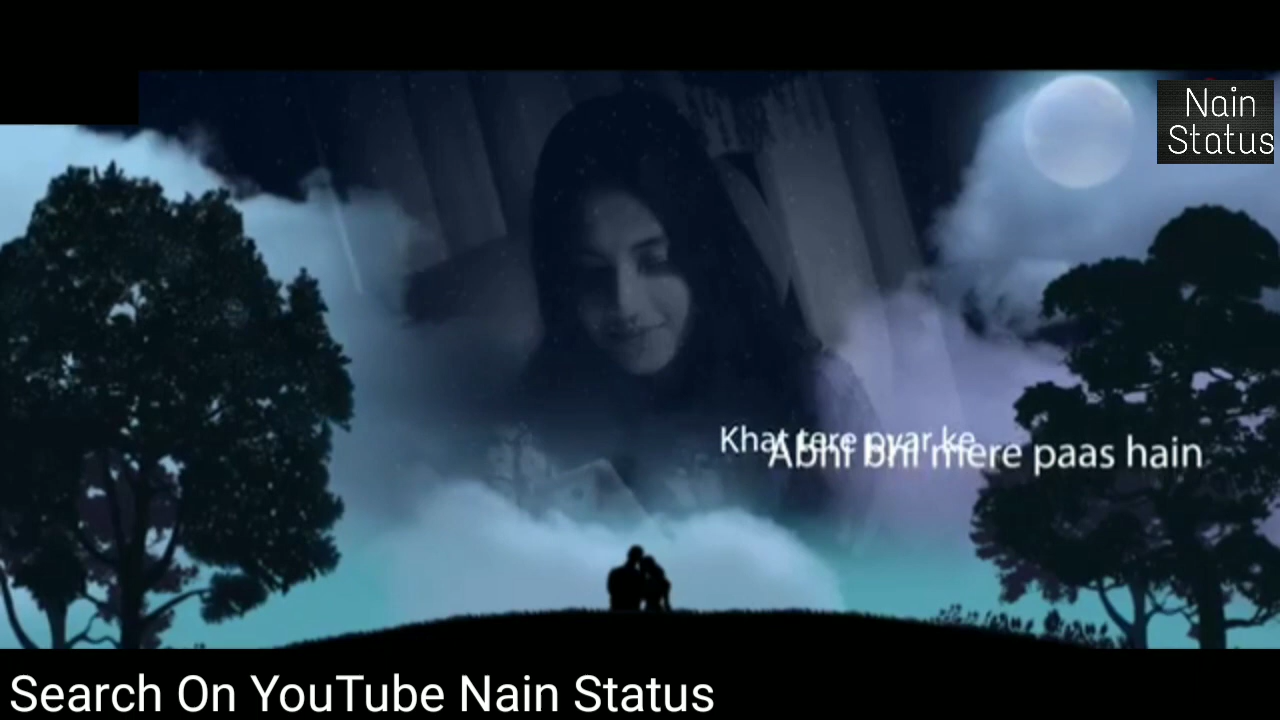 Nain
Status
Khat tere pyar ke
Abhi bhi mere paas hain
Search On YouTube Nain Status